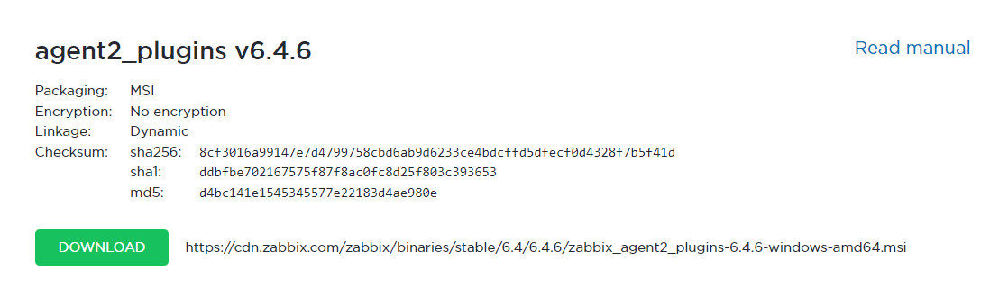 agent2_plugins v6.4.6
Read manual
Packaging: MSI
Encryption: No encryption
Linkage: Dynamic
Checksum: sha256: 8cf3016a99147e7d4799758cbd6ab9d6233ce4bdcffd5dfecf0d4328f7b5f41d
sha1: ddbfbe702167575f87f8ac0fc8d25f803c393653
md5: d4bc141e1545345577e22183d4ae980e
DOWNLOAD https://cdn.zabbix.com/zabbix/binaries/stable/6.4/6.4.6/zabbix_agent2_plugins-6.4.6-windows-amd64.msi